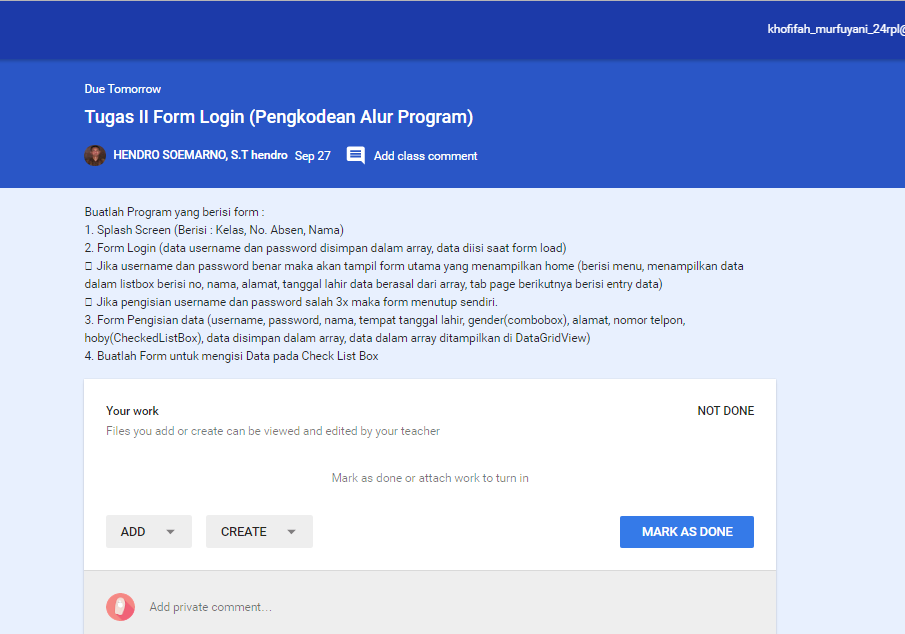 khofifah_murfuyani_24rpl@
Due Tomorrow
Tugas II Form Login (Pengkodean Alur Program)
HENDRO SOEMARNO, S.T hendro Sep 27 Add class comment
Buatlah Program yang berisi form :
1. Splash Screen (Berisi : Kelas, No. Absen, Nama)
2. Form Login (data username dan password disimpan dalam array, data diisi saat form load)
 Jika username dan password benar maka akan tampil form utama yang menampilkan home (berisi menu, menampilkan data
dalam listbox berisi no, nama, alamat, tanggal lahir data berasal dari array, tab page berikutnya berisi entry data)
 Jika pengisian username dan password salah 3x maka form menutup sendiri.
3. Form Pengisian data (username, password, nama, tempat tanggal lahir, gender(combobox), alamat, nomor telpon,
hoby(CheckedListBox), data disimpan dalam array, data dalam array ditampilkan di DataGridView)
4. Buatlah Form untuk mengisi Data pada Check List Box
Your work NOT DONE
Files you add or create can be viewed and edited by your teacher
Mark as done or attach work to turn in
ADD CREATE MARK AS DONE
Add private comment...